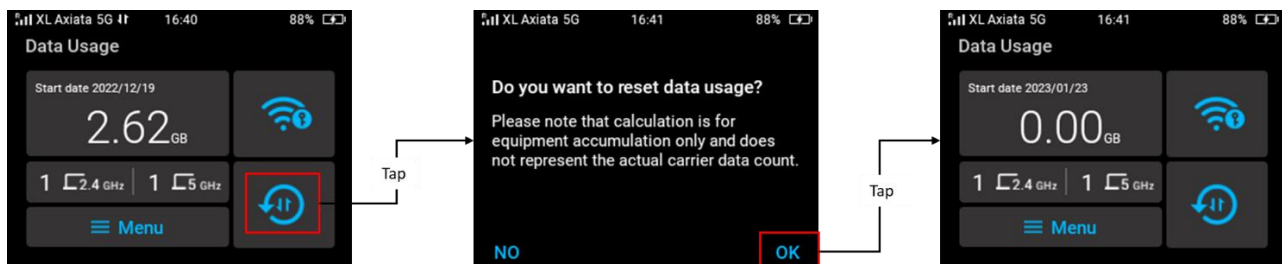 XL Axiata 5G 16:40 88%
Data Usage
Start date 2022/12/19
2.62GB
1 2.4 GHz 1 5 GHz
Menu
Tap
XL Axiata 5G 16:41 88%
Do you want to reset data usage?
Please note that calculation is for
equipment accumulation only and does
not represent the actual carrier data count.
NO OK
Tap
XL Axiata 5G 16:41 88%
Data Usage
Start date 2023/01/23
0.00GB
1 2.4 GHz 1 5 GHz
Menu